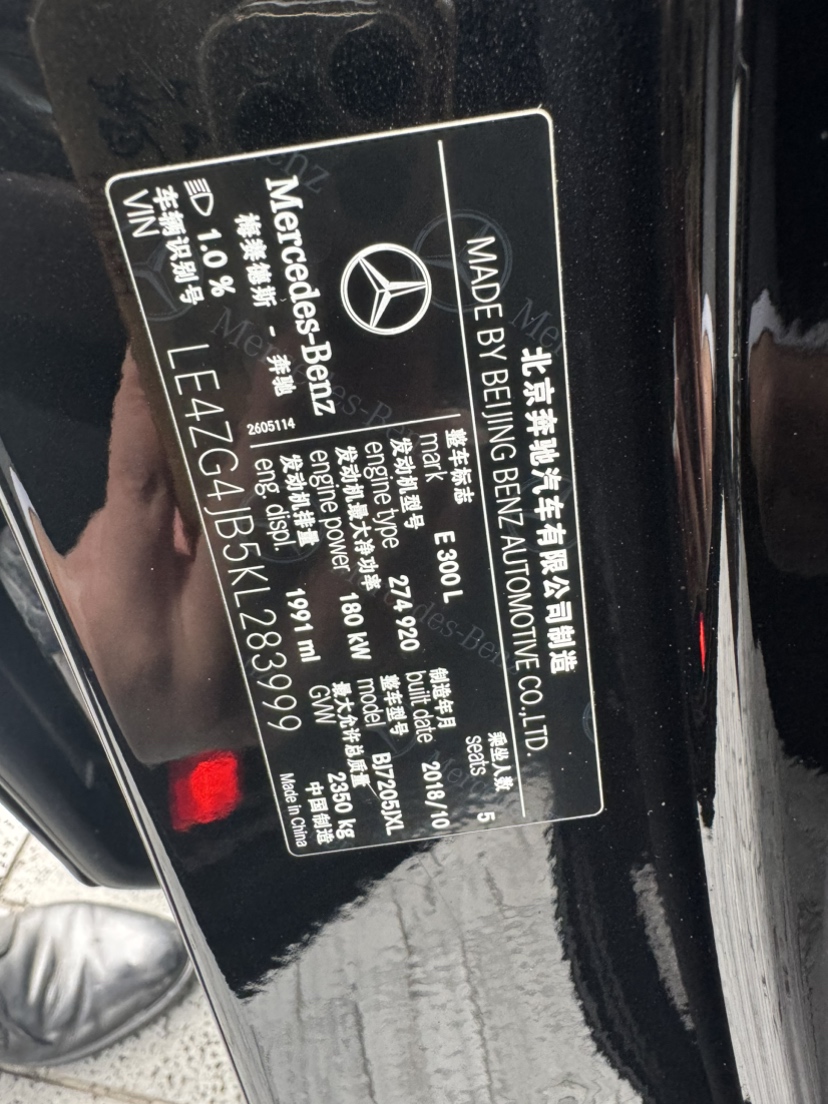 北京奔驰汽车有限公司制造
MADE BY BEIJING BENZ AUTOMOTIVE CO.,LTD.
乘坐人数 5
seats
Mercedes-Benz
梅赛德斯 - 奔驰
1.0 %
2605114
整车标志 E 300 L
mark
制造年月 2018/10
built date
发动机型号 274 920
engine type
整车型号 BJ7205JXL
model
发动机最大净功率 180 kW
engine power
最大允许总质量 2350 kg
GVW
发动机排量 1991 ml
eng. displ.
中国制造
Made in China
车辆识别号 LE4ZG4JB5KL283999
VIN